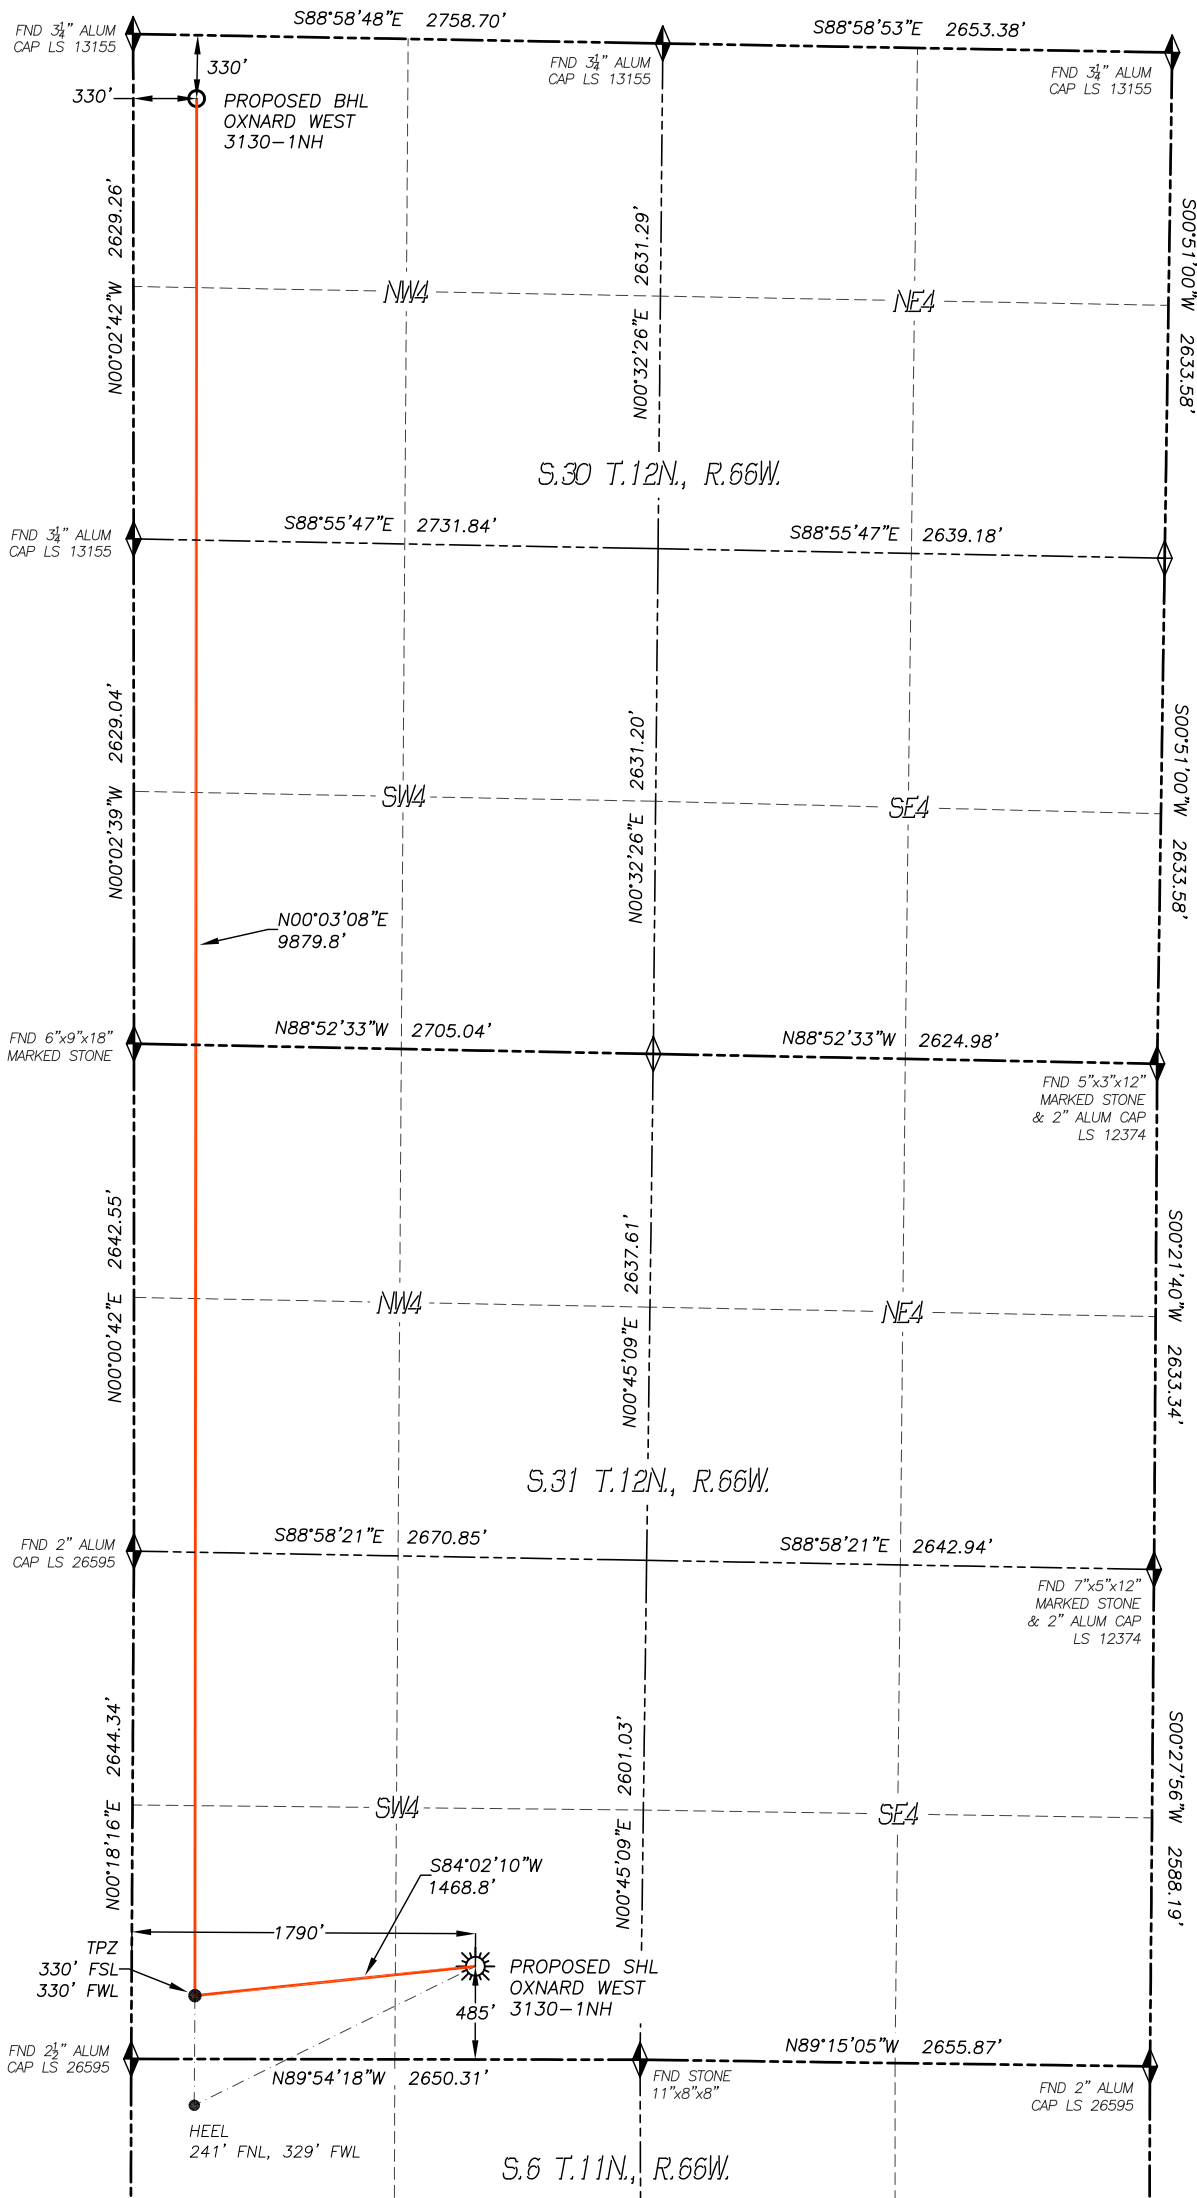 S88°58'48"E 2758.70'
S88°58'53"E 2653.38'
FND 3¼" ALUM
CAP LS 13155
FND 3¼" ALUM
CAP LS 13155
FND 3¼" ALUM
CAP LS 13155
330'
330'
PROPOSED BHL
OXNARD WEST
3130-1NH
N00°02'42"W 2629.26'
N00°32'26"E 2631.29'
S00°51'00"W 2633.58'
NW4
NE4
S.30 T.12N., R.66W.
FND 3¼" ALUM
CAP LS 13155
S88°55'47"E 2731.84'
S88°55'47"E 2639.18'
N00°02'39"W 2629.04'
N00°32'26"E 2631.20'
S00°51'00"W 2633.58'
SW4
SE4
N00°03'08"E
9879.8'
FND 6"x9"x18"
MARKED STONE
N88°52'33"W 2705.04'
N88°52'33"W 2624.98'
FND 5"x3"x12"
MARKED STONE
& 2" ALUM CAP
LS 12374
N00°00'42"E 2642.55'
N00°45'09"E 2637.61'
S00°21'40"W 2633.34'
NW4
NE4
S.31 T.12N., R.66W.
FND 2" ALUM
CAP LS 26595
S88°58'21"E 2670.85'
S88°58'21"E 2642.94'
FND 7"x5"x12"
MARKED STONE
& 2" ALUM CAP
LS 12374
N00°18'16"E 2644.34'
N00°45'09"E 2601.03'
S00°27'56"W 2588.19'
SW4
SE4
S84°02'10"W
1468.8'
1790'
TPZ
330' FSL
330' FWL
PROPOSED SHL
OXNARD WEST
3130-1NH
485'
FND 2½" ALUM
CAP LS 26595
N89°54'18"W 2650.31'
N89°15'05"W 2655.87'
FND STONE
11"x8"x8"
FND 2" ALUM
CAP LS 26595
HEEL
241' FNL, 329' FWL
S.6 T.11N., R.66W.